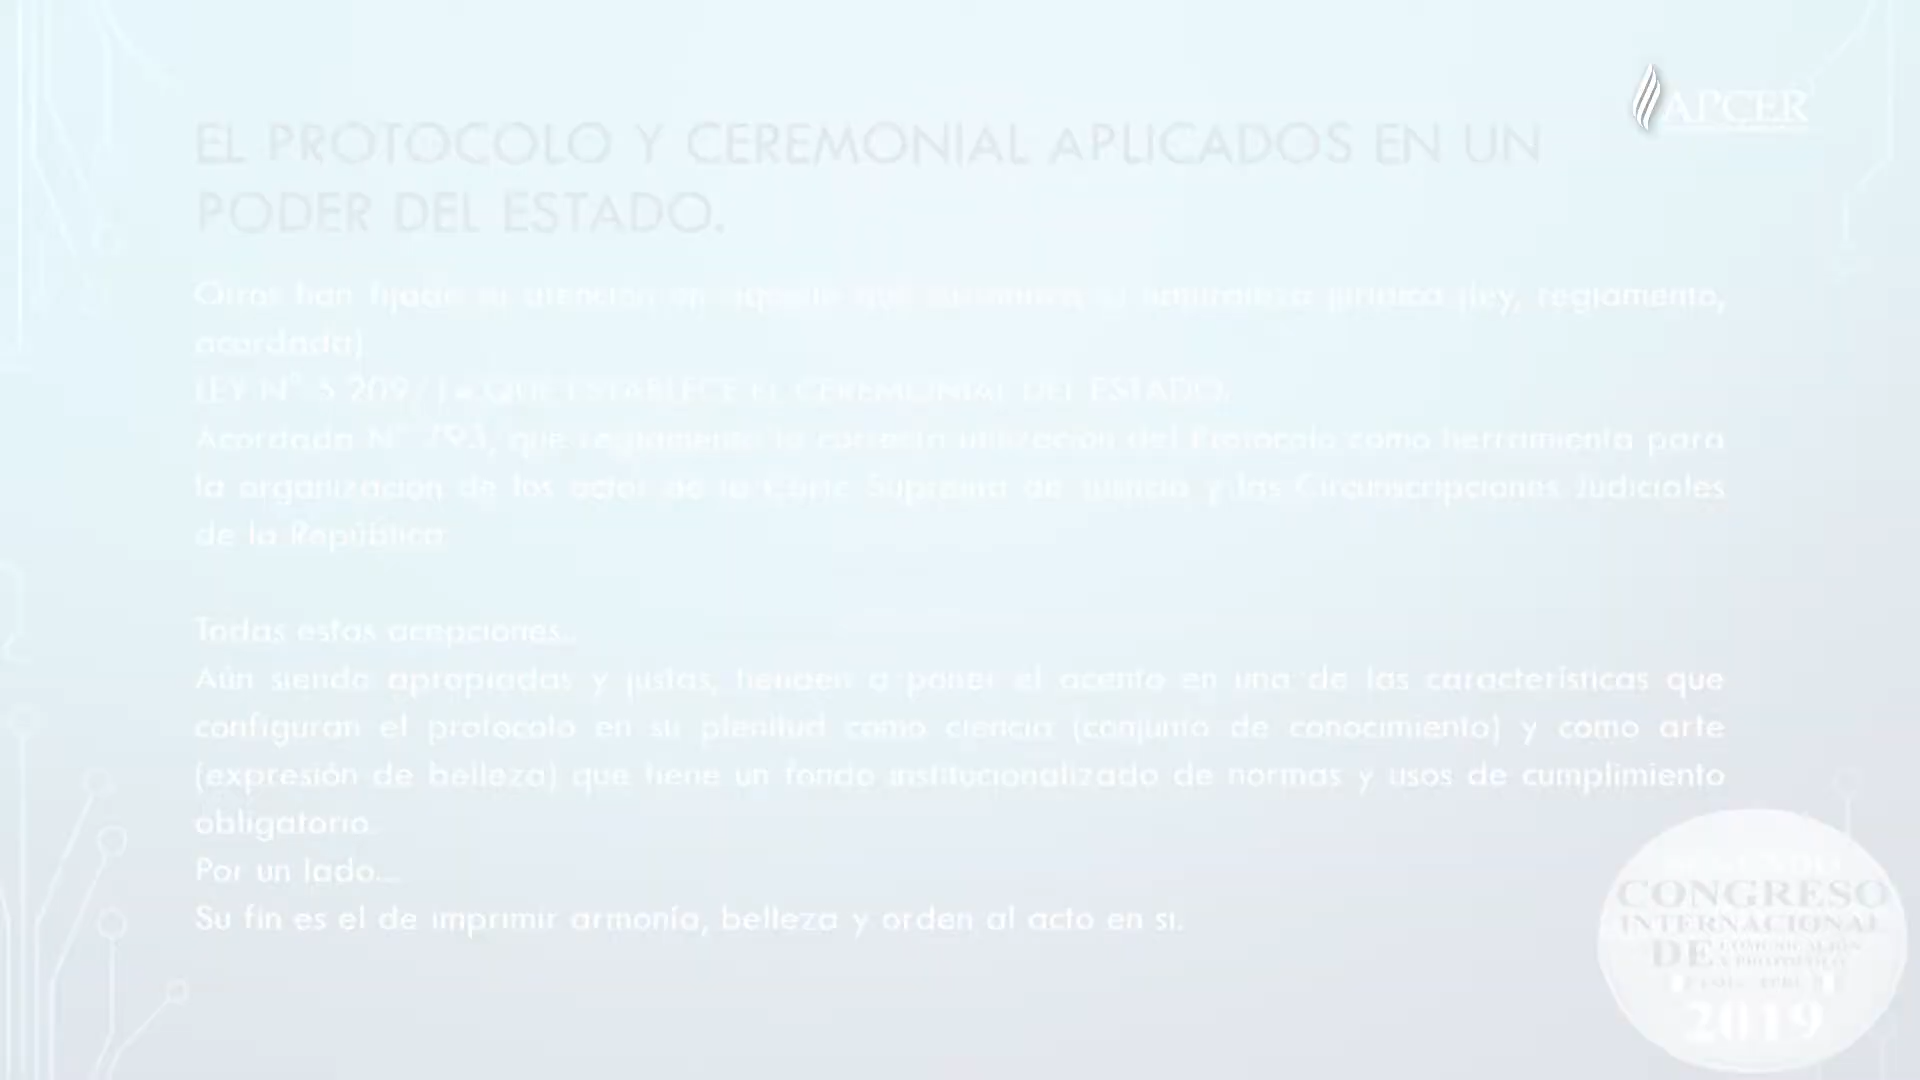 APCER
EL PROTOCOLO Y CEREMONIAL APLICADOS EN UN
PODER DEL ESTADO.
Otros han fijado su atención en aquello que naturaleza jurídica (ley, reglamento,
acordada)
LEY N° QUE ESTABLECE EL CEREMONIAL DEL ESTADO.
Acordada N° 793, que reglamenta la correcta utilización del Protocolo como herramienta para
la organización de los actos de la Corte Suprema de Justicia y las Circunscripciones Judiciales
de la República
Todas estas acepciones..
Aún siendo apropiadas y justas, tienden a poner el acento en una de las características que
configuran el protocolo en su plenitud como ciencia (conjunto de conocimiento) y como arte
(expresión de belleza) que tiene un fondo institucionalizado de normas y usos de cumplimiento
obligatorio.
Por un lado...
Su fin es el de imprimir armonía, belleza y orden al acto en si.
SEGUNDO
CONGRESO
INTERNACIONAL
DE COMUNICACIÓN
& PROTOCOLO
2019